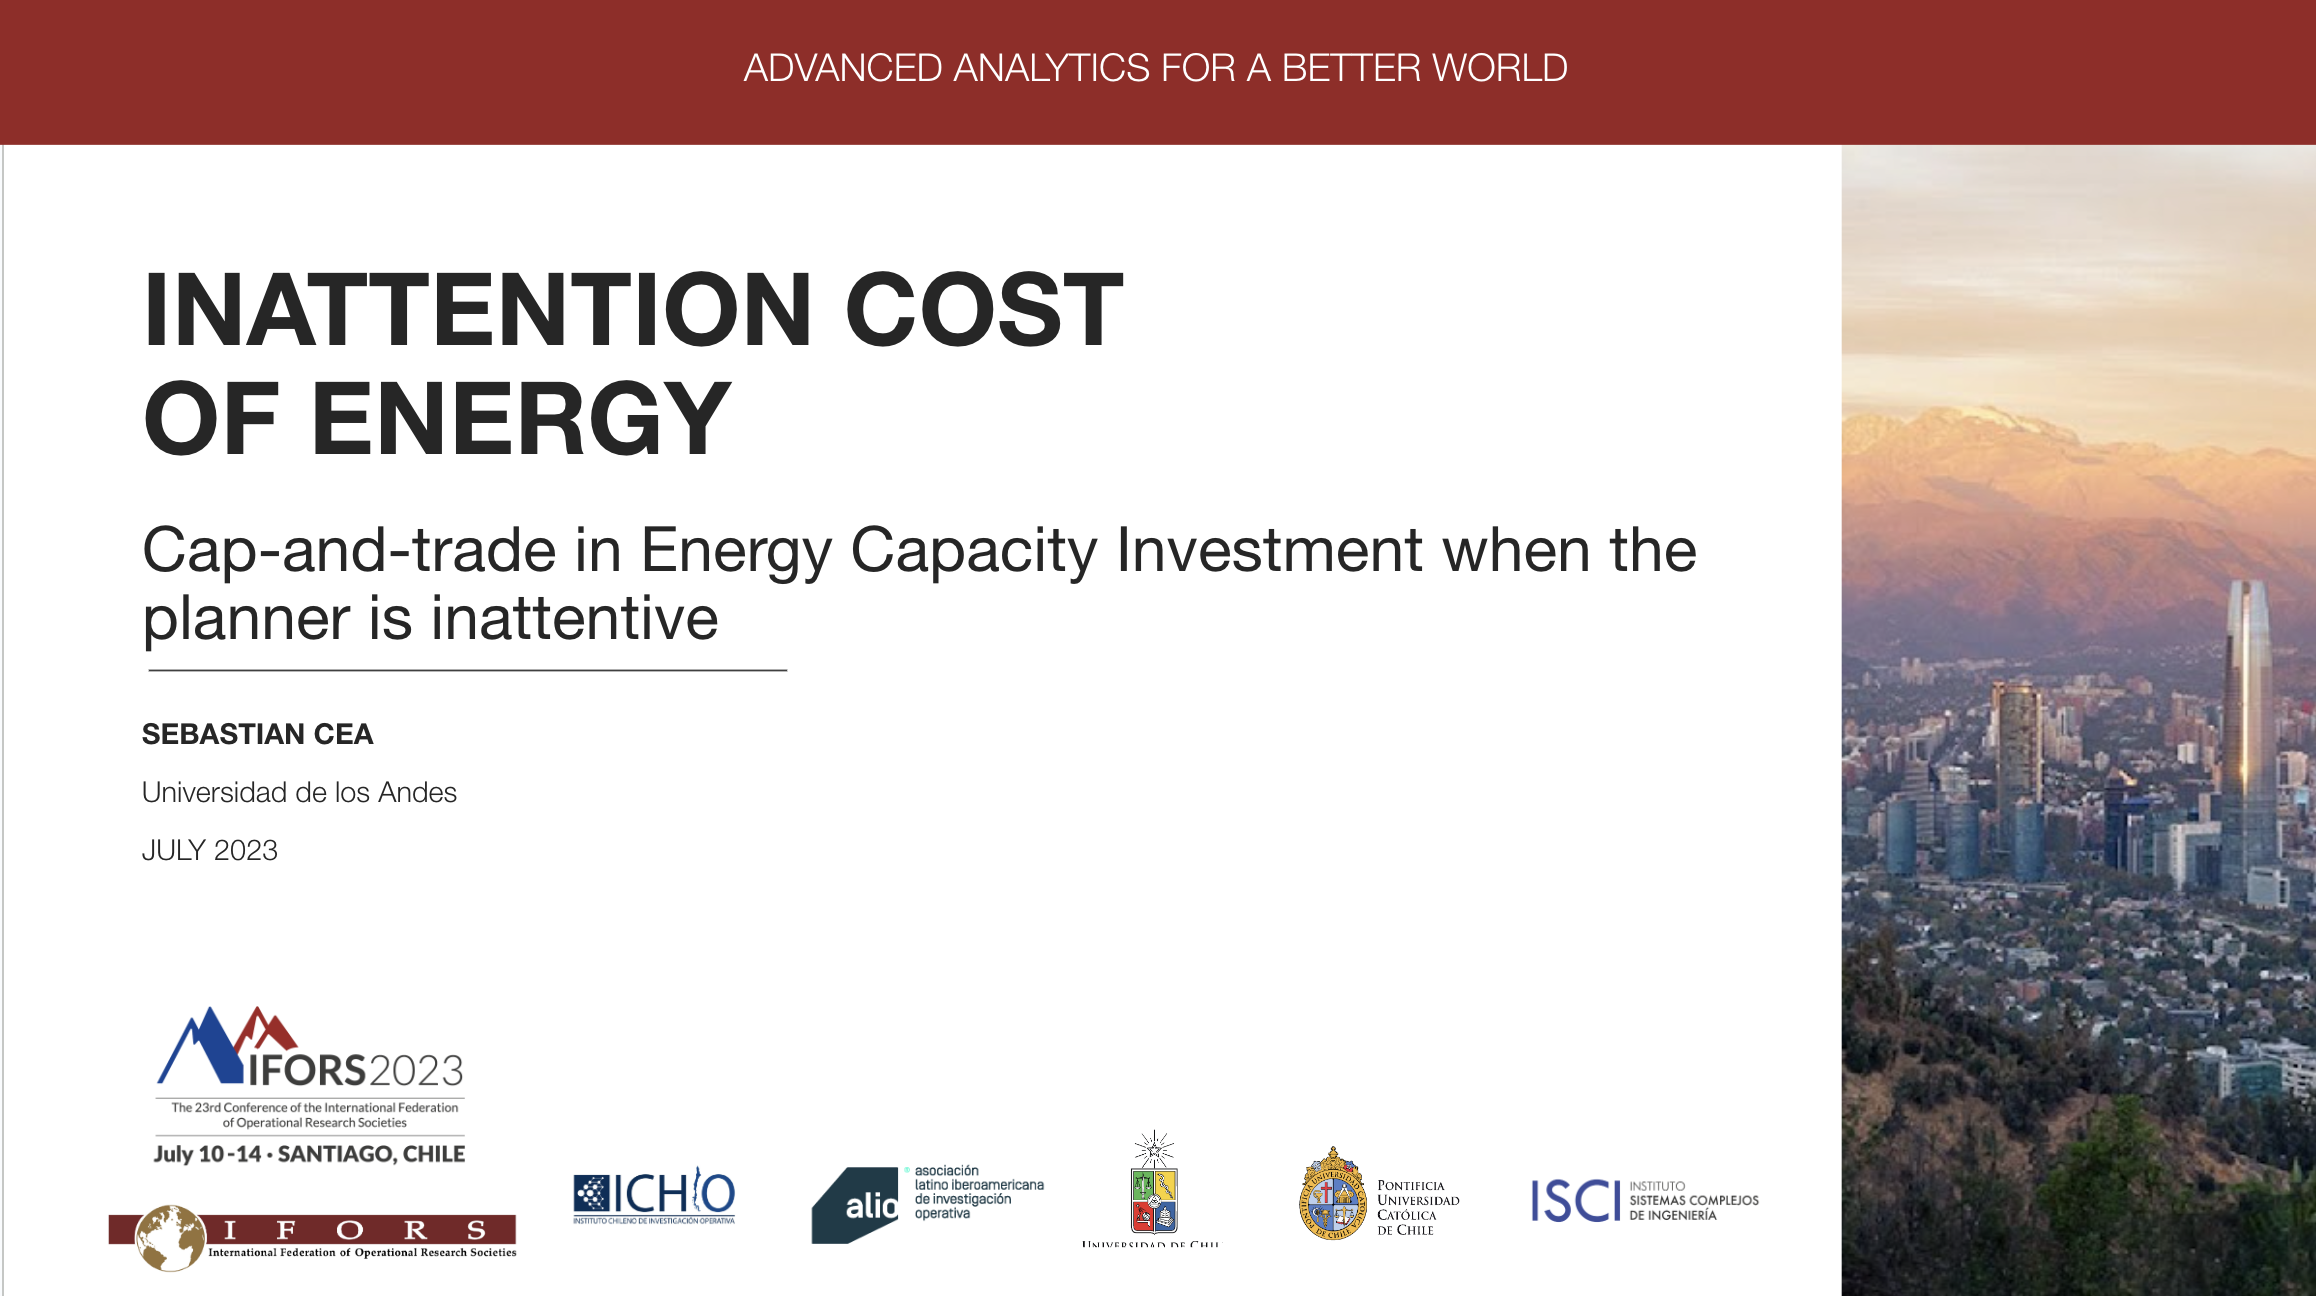 ADVANCED ANALYTICS FOR A BETTER WORLD
INATTENTION COST
OF ENERGY
Cap-and-trade in Energy Capacity Investment when the
planner is inattentive
SEBASTIAN CEA
Universidad de los Andes
JULY 2023
IFORS2023
The 23rd Conference of the International Federation
of Operational Research Societies
July 10-14 · SANTIAGO, CHILE
IFORS
International Federation of Operational Research Societies
ICHIO
INSTITUTO CHILENO DE INVESTIGACIÓN OPERATIVA
alio
asociación
latino iberoamericana
de investigación
operativa
PONTIFICIA
UNIVERSIDAD
CATÓLICA
DE CHILE
ISCI
INSTITUTO
SISTEMAS COMPLEJOS
DE INGENIERÍA